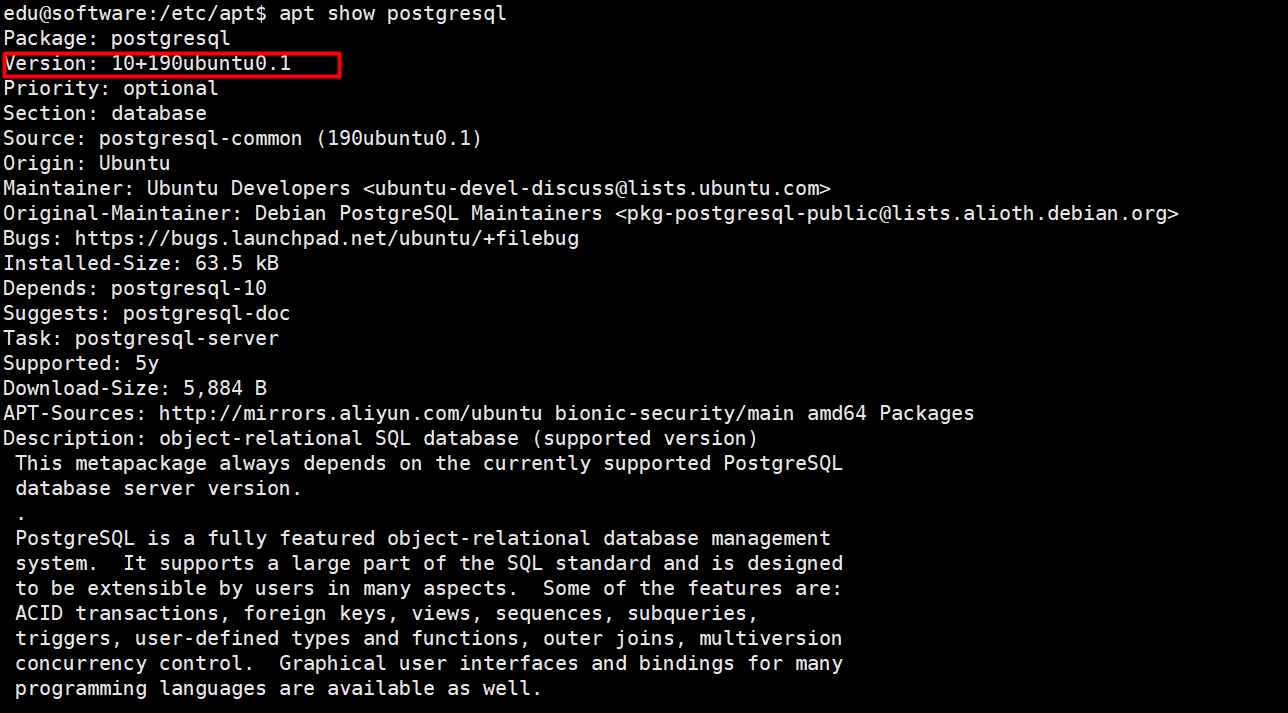 edu@software:/etc/apt$ apt show postgresql
Package: postgresql
Version: 10+190ubuntu0.1
Priority: optional
Section: database
Source: postgresql-common (190ubuntu0.1)
Origin: Ubuntu
Maintainer: Ubuntu Developers <ubuntu-devel-discuss@lists.ubuntu.com>
Original-Maintainer: Debian PostgreSQL Maintainers <pkg-postgresql-public@lists.alioth.debian.org>
Bugs: https://bugs.launchpad.net/ubuntu/+filebug
Installed-Size: 63.5 kB
Depends: postgresql-10
Suggests: postgresql-doc
Task: postgresql-server
Supported: 5y
Download-Size: 5,884 B
APT-Sources: http://mirrors.aliyun.com/ubuntu bionic-security/main amd64 Packages
Description: object-relational SQL database (supported version)
 This metapackage always depends on the currently supported PostgreSQL
 database server version.
 .
 PostgreSQL is a fully featured object-relational database management
 system.  It supports a large part of the SQL standard and is designed
 to be extensible by users in many aspects.  Some of the features are:
 ACID transactions, foreign keys, views, sequences, subqueries,
 triggers, user-defined types and functions, outer joins, multiversion
 concurrency control.  Graphical user interfaces and bindings for many
 programming languages are available as well.